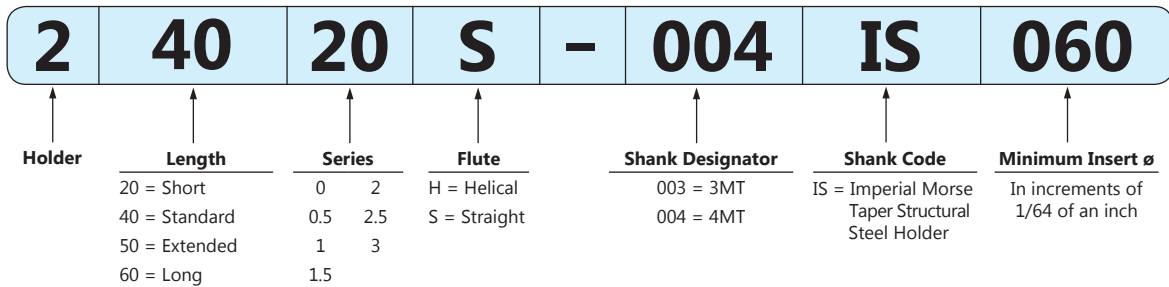 2 40 20 S - 004 IS 060
Holder Length Series Flute Shank Designator Shank Code Minimum Insert ø
20 = Short 0 2 H = Helical 003 = 3MT IS = Imperial Morse In increments of
40 = Standard 0.5 2.5 S = Straight 004 = 4MT Taper Structural 1/64 of an inch
50 = Extended 1 3 Steel Holder
60 = Long 1.5